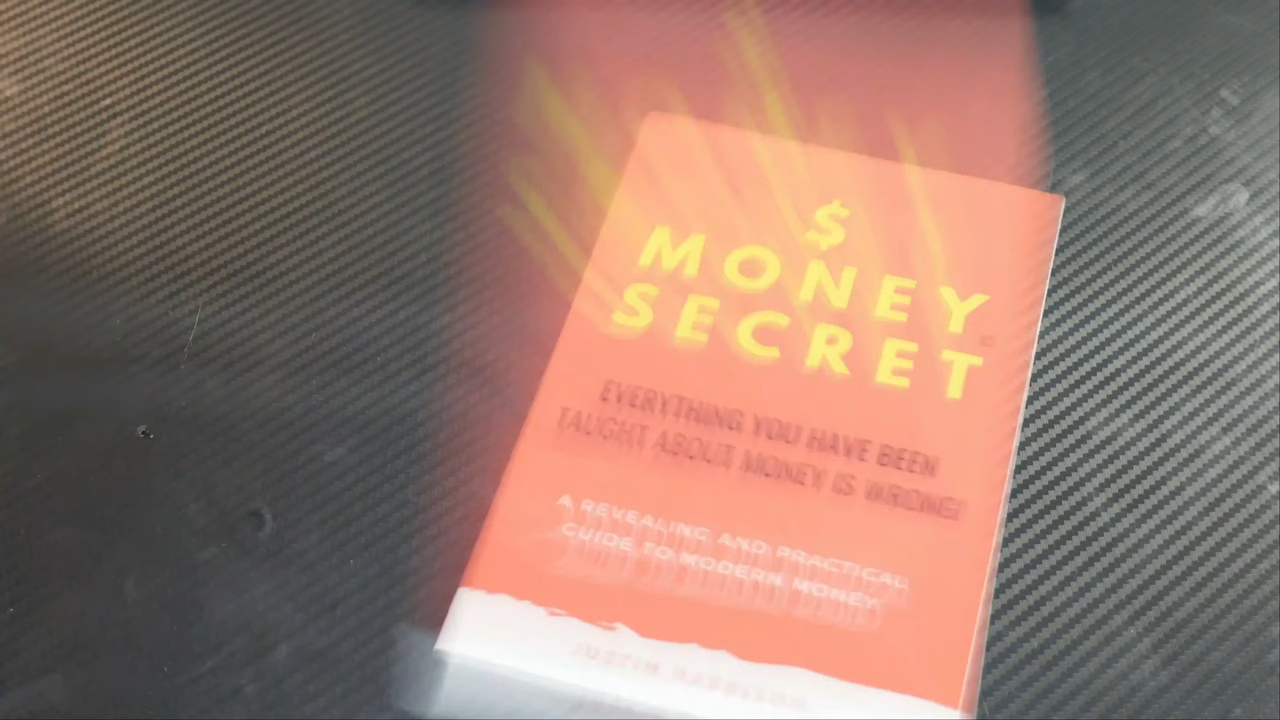 $
MONEY
SECRET
EVERYTHING YOU HAVE BEEN
TAUGHT ABOUT MONEY IS WRONG!
A REVEALING AND PRACTICAL
GUIDE TO MODERN MONEY
JUSTIN